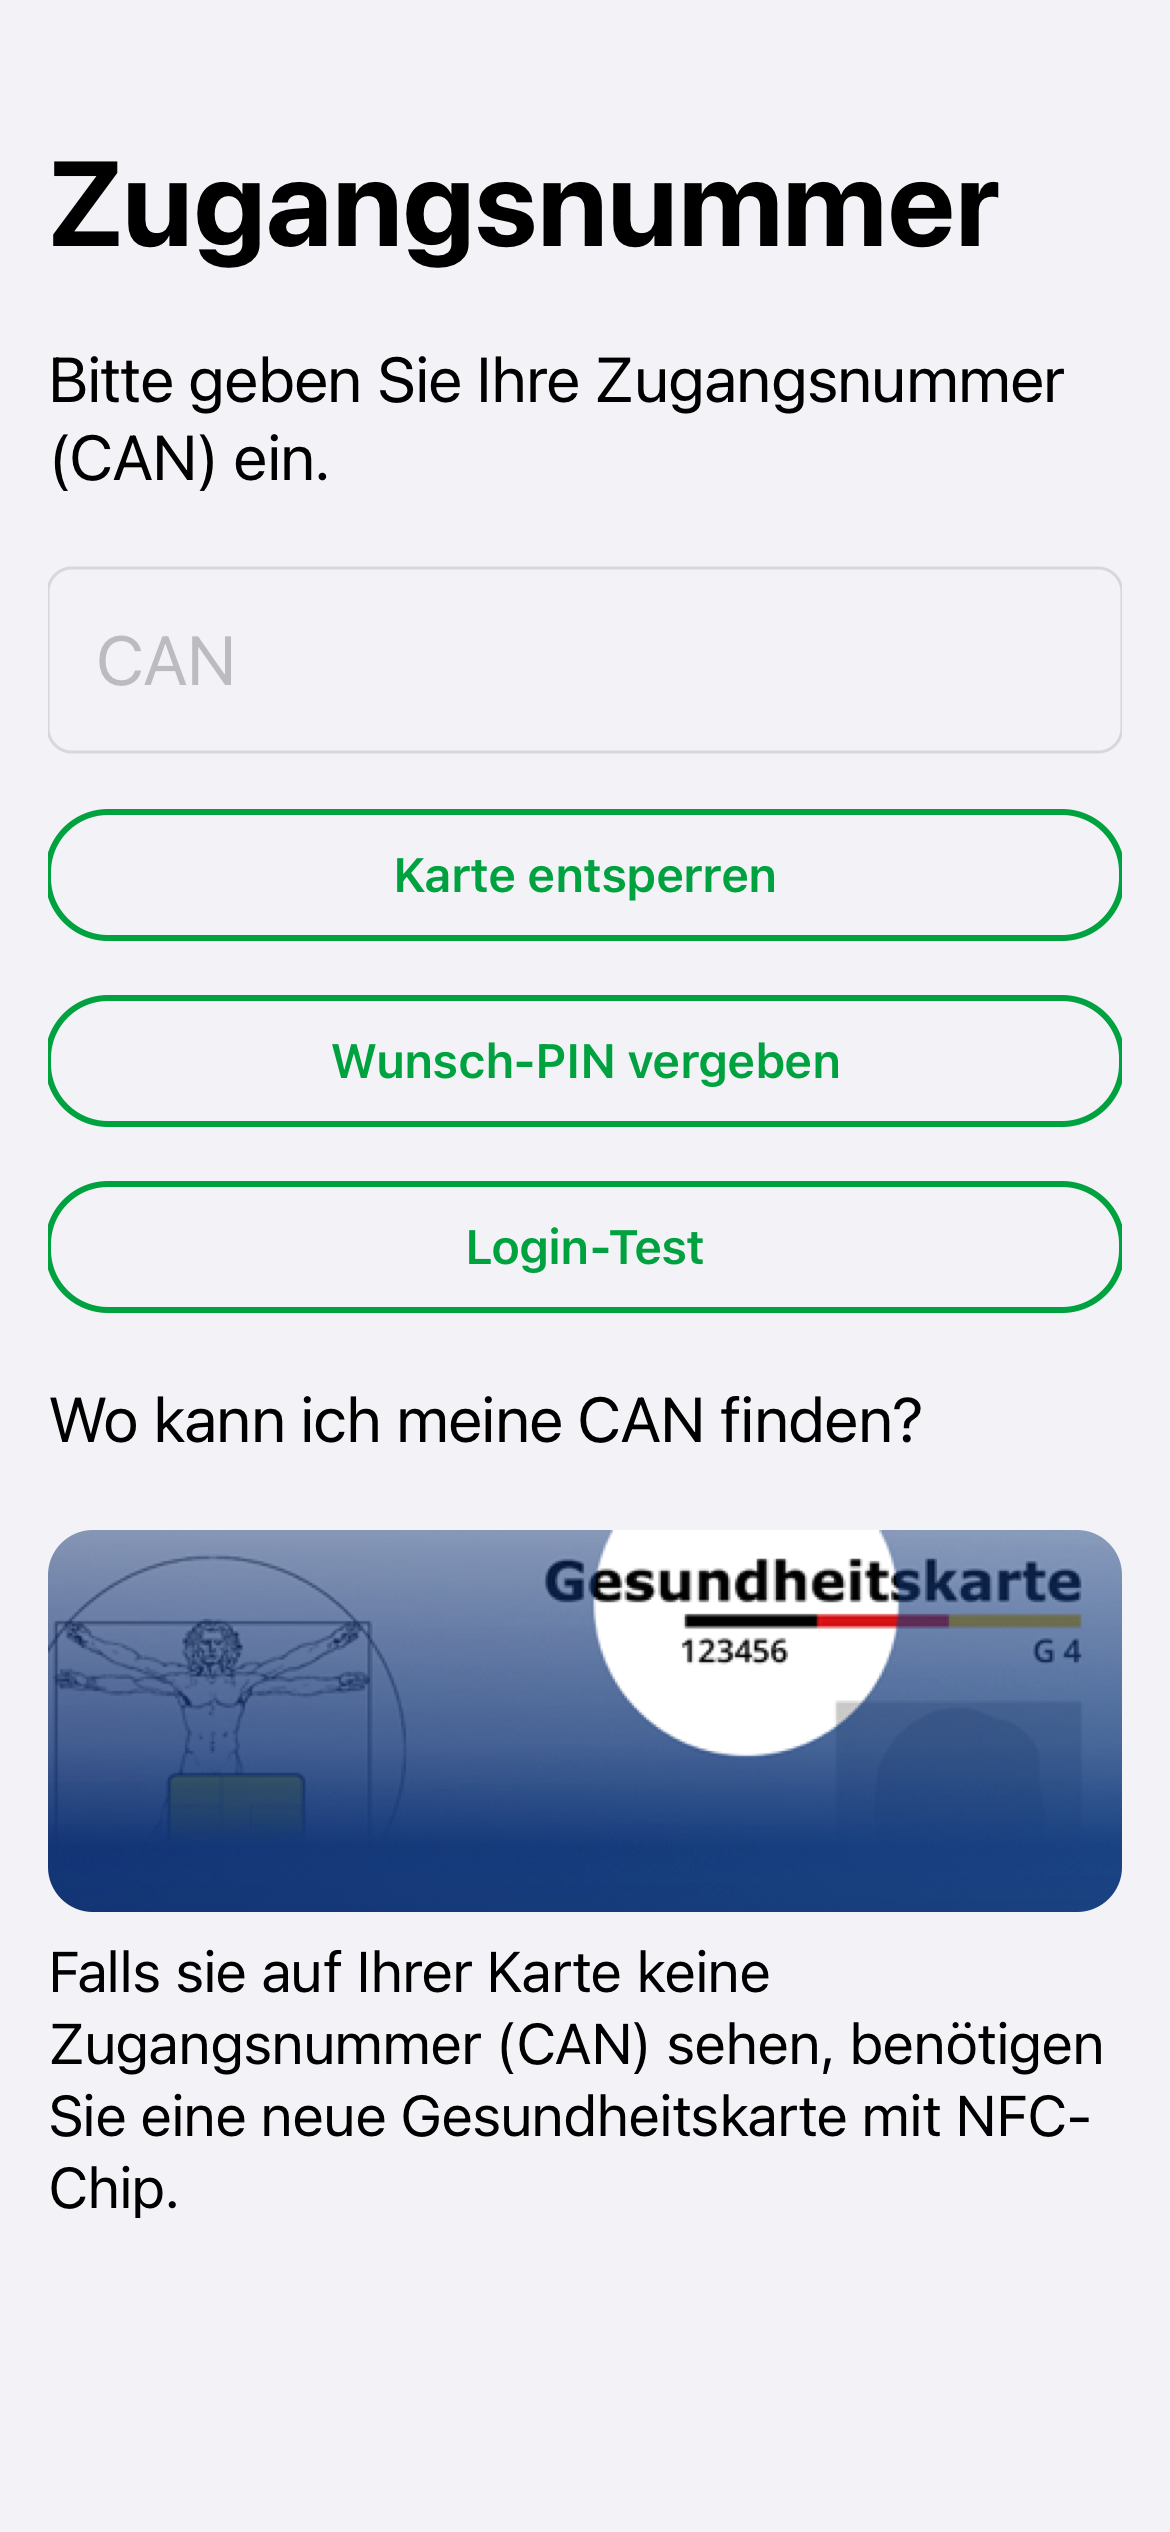 Zugangsnummer
Bitte geben Sie Ihre Zugangsnummer
(CAN) ein.
CAN
Karte entsperren
Wunsch-PIN vergeben
Login-Test
Wo kann ich meine CAN finden?
Gesundheitskarte
123456 G 4
Falls sie auf Ihrer Karte keine
Zugangsnummer (CAN) sehen, benötigen
Sie eine neue Gesundheitskarte mit NFC-
Chip.